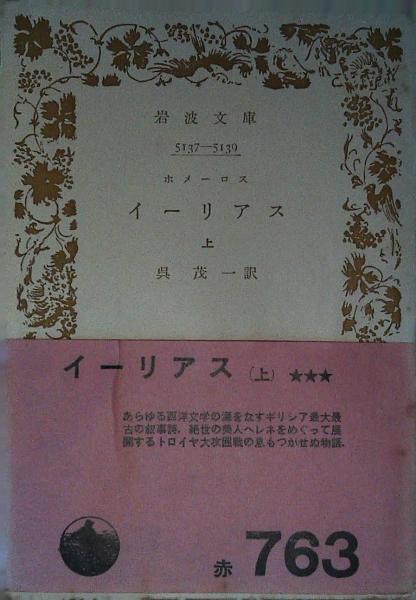 岩波文庫
5137—5139
ホメーロス
イーリアス
上
呉 茂一訳
イーリアス (上) ★★★
あらゆる西洋文学の源をなすギリシア最大最
古の叙事詩．絶世の美人ヘレネをめぐって展
開するトロイヤ大攻囲戦の息もつかせぬ物語．
赤 763